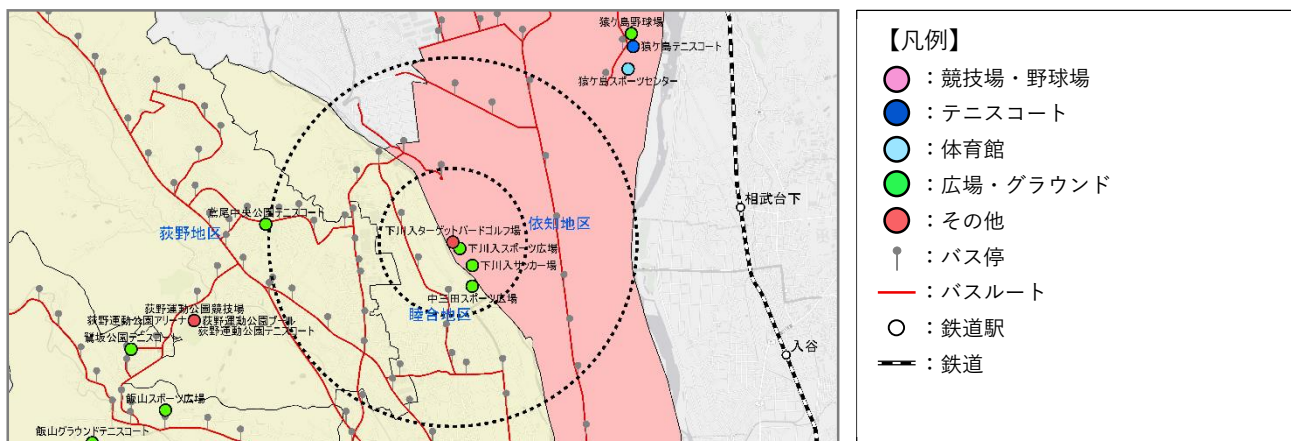 猿ケ島野球場
猿ケ島テニスコート
猿ケ島スポーツセンター
相武台下
鳶尾中央公園テニスコート
荻野地区
依知地区
下川入ターゲットバードゴルフ場
下川入スポーツ広場
下川入サッカー場
中三田スポーツ広場
睦合地区
荻野運動公園競技場
荻野運動公園アリーナ
荻野運動公園プール
荻野運動公園テニスコート
鷺坂公園テニスコート
入谷
飯山スポーツ広場
飯山グラウンドテニスコート
【凡例】
：競技場・野球場
：テニスコート
：体育館
：広場・グラウンド
：その他
：バス停
：バスルート
：鉄道駅
：鉄道